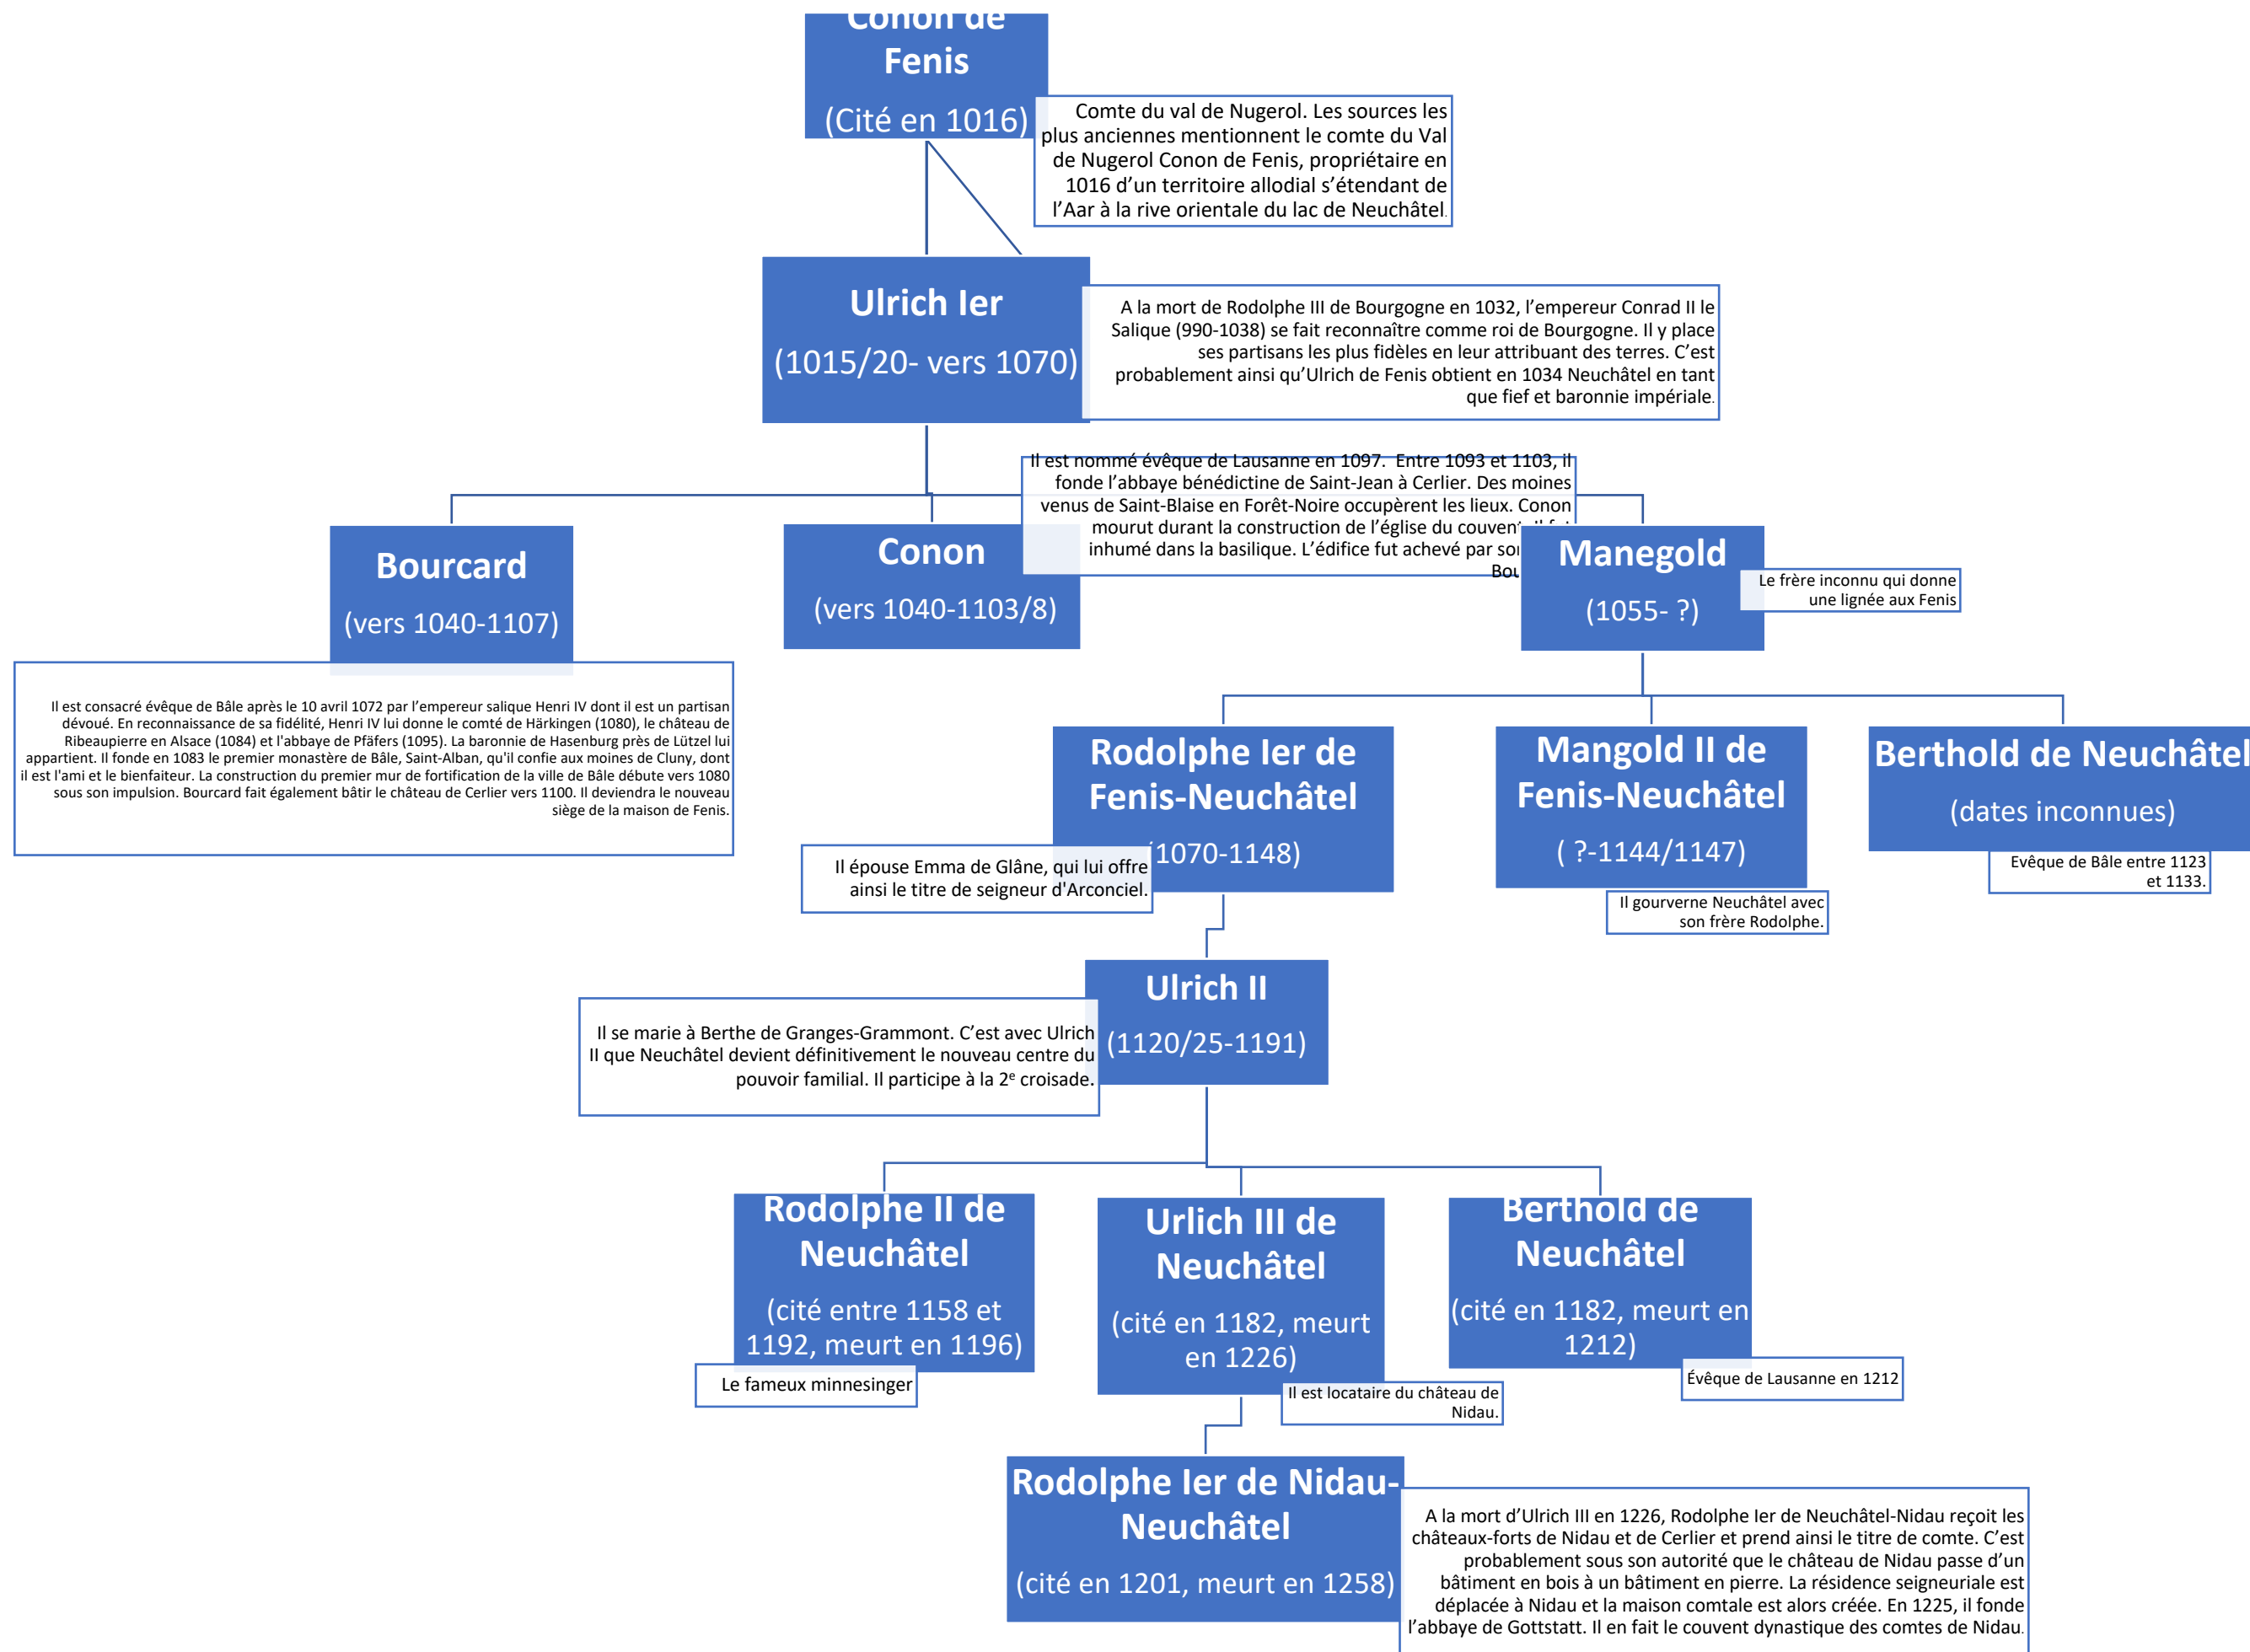 Conon de
Fenis
(Cité en 1016)
Comte du val de Nugerol. Les sources les
plus anciennes mentionnent le comte du Val
de Nugerol Conon de Fenis, propriétaire en
1016 d’un territoire allodial s’étendant de
l’Aar à la rive orientale du lac de Neuchâtel.
Ulrich Ier
(1015/20- vers 1070)
A la mort de Rodolphe III de Bourgogne en 1032, l’empereur Conrad II le
Salique (990-1038) se fait reconnaître comme roi de Bourgogne. Il y place
ses partisans les plus fidèles en leur attribuant des terres. C’est
probablement ainsi qu’Ulrich de Fenis obtient en 1034 Neuchâtel en tant
que fief et baronnie impériale.
Bourcard
(vers 1040-1107)
Il est consacré évêque de Bâle après le 10 avril 1072 par l’empereur salique Henri IV dont il est un partisan
dévoué. En reconnaissance de sa fidélité, Henri IV lui donne le comté de Härkingen (1080), le château de
Ribeaupierre en Alsace (1084) et l'abbaye de Pfäfers (1095). La baronnie de Hasenburg près de Lützel lui
appartient. Il fonde en 1083 le premier monastère de Bâle, Saint-Alban, qu'il confie aux moines de Cluny, dont
il est l'ami et le bienfaiteur. La construction du premier mur de fortification de la ville de Bâle débute vers 1080
sous son impulsion. Bourcard fait également bâtir le château de Cerlier vers 1100. Il deviendra le nouveau
siège de la maison de Fenis.
Conon
(vers 1040-1103/8)
Il est nommé évêque de Lausanne en 1097. Entre 1093 et 1103, il
fonde l’abbaye bénédictine de Saint-Jean à Cerlier. Des moines
venus de Saint-Blaise en Forêt-Noire occupèrent les lieux. Conon
mourut durant la construction de l’église du couvent. Il fut
inhumé dans la basilique. L’édifice fut achevé par
Manegold
(1055- ?)
Le frère inconnu qui donne
une lignée aux Fenis
Rodolphe Ier de
Fenis-Neuchâtel
(1070-1148)
Il épouse Emma de Glâne, qui lui offre
ainsi le titre de seigneur d'Arconciel.
Mangold II de
Fenis-Neuchâtel
( ?-1144/1147)
Il gourverne Neuchâtel avec
son frère Rodolphe.
Berthold de Neuchâtel
(dates inconnues)
Evêque de Bâle entre 1123
et 1133.
Ulrich II
(1120/25-1191)
Il se marie à Berthe de Granges-Grammont. C’est avec Ulrich
II que Neuchâtel devient définitivement le nouveau centre du
pouvoir familial. Il participe à la 2e croisade.
Rodolphe II de
Neuchâtel
(cité entre 1158 et
1192, meurt en 1196)
Le fameux minnesinger
Urlich III de
Neuchâtel
(cité en 1182, meurt
en 1226)
Il est locataire du château de
Nidau.
Berthold de
Neuchâtel
(cité en 1182, meurt en
1212)
Évêque de Lausanne en 1212
Rodolphe Ier de Nidau-
Neuchâtel
(cité en 1201, meurt en 1258)
A la mort d’Ulrich III en 1226, Rodolphe Ier de Neuchâtel-Nidau reçoit les
châteaux-forts de Nidau et de Cerlier et prend ainsi le titre de comte. C’est
probablement sous son autorité que le château de Nidau passe d’un
bâtiment en bois à un bâtiment en pierre. La résidence seigneuriale est
déplacée à Nidau et la maison comtale est alors créée. En 1225, il fonde
l’abbaye de Gottstatt. Il en fait le couvent dynastique des comtes de Nidau.